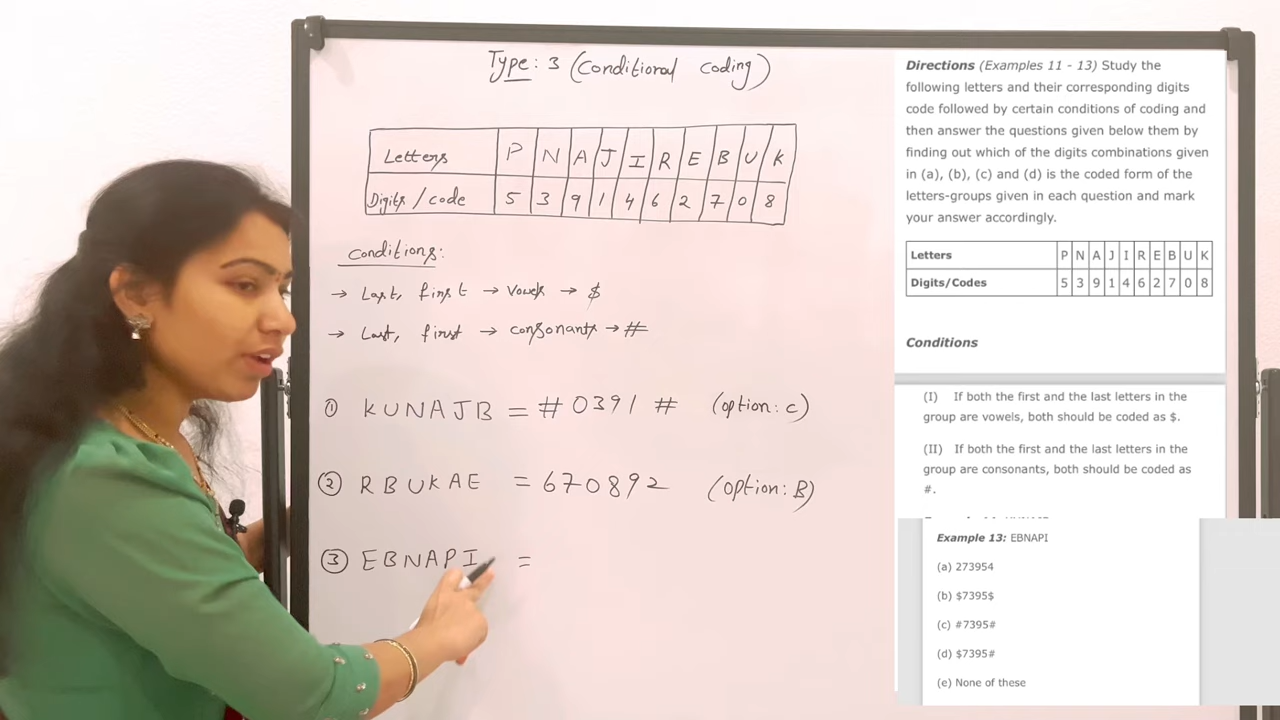 Type: 3 (Conditional coding)
Letters P N A J I R E B U K
Digits / code 5 3 9 1 4 6 2 7 0 8
Conditions:
→ Last, first → vowels → $
→ Last, first → consonants → #
① KUNAJB = #0391# (option: c)
② RBUKAE = 670892 (option: B)
③ EBNAPI =
Directions (Examples 11 - 13) Study the
following letters and their corresponding digits
code followed by certain conditions of coding and
then answer the questions given below them by
finding out which of the digits combinations given
in (a), (b), (c) and (d) is the coded form of the
letters-groups given in each question and mark
your answer accordingly.
Letters P N A J I R E B U K
Digits/Codes 5 3 9 1 4 6 2 7 0 8
Conditions
(I) If both the first and the last letters in the
group are vowels, both should be coded as $.
(II) If both the first and the last letters in the
group are consonants, both should be coded as
#.
Example 13: EBNAPI
(a) 273954
(b) $7395$
(c) #7395#
(d) $7395#
(e) None of these